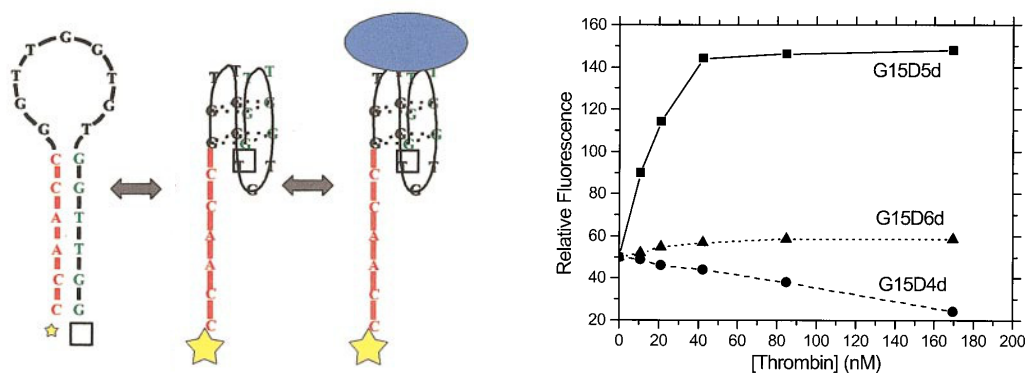 GGTTGGTGT
C G
C G
A T
A T
C G
C G
T T T T
G G G G
G G G G
T T
G
C
C
A
A
C
C
T T T T
G G G G
G G G G
T T
G
C
C
A
A
C
C
Relative Fluorescence
160
140
120
100
80
60
40
20
G15D5d
G15D6d
G15D4d
0 20 40 60 80 100 120 140 160 180 200
[Thrombin] (nM)